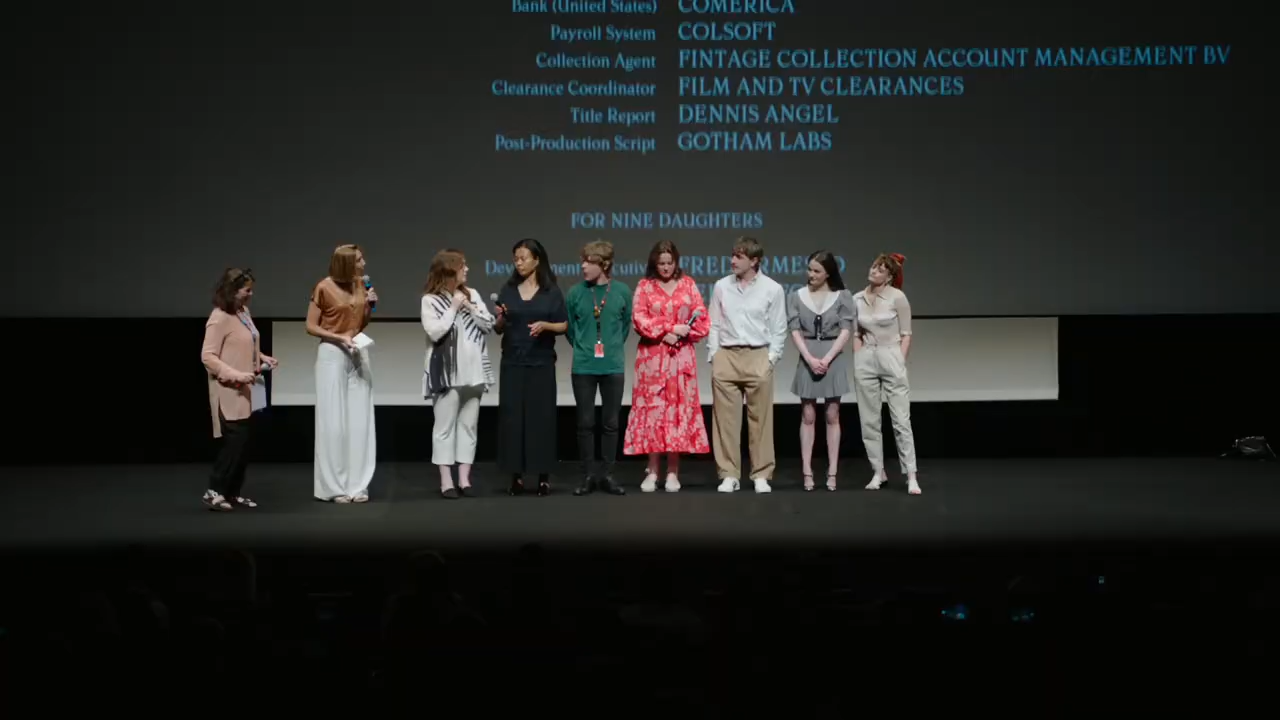 Bank (United States) COMERICA
Payroll System COLSOFT
Collection Agent FINTAGE COLLECTION ACCOUNT MANAGEMENT BV
Clearance Coordinator FILM AND TV CLEARANCES
Title Report DENNIS ANGEL
Post-Production Script GOTHAM LABS
FOR NINE DAUGHTERS